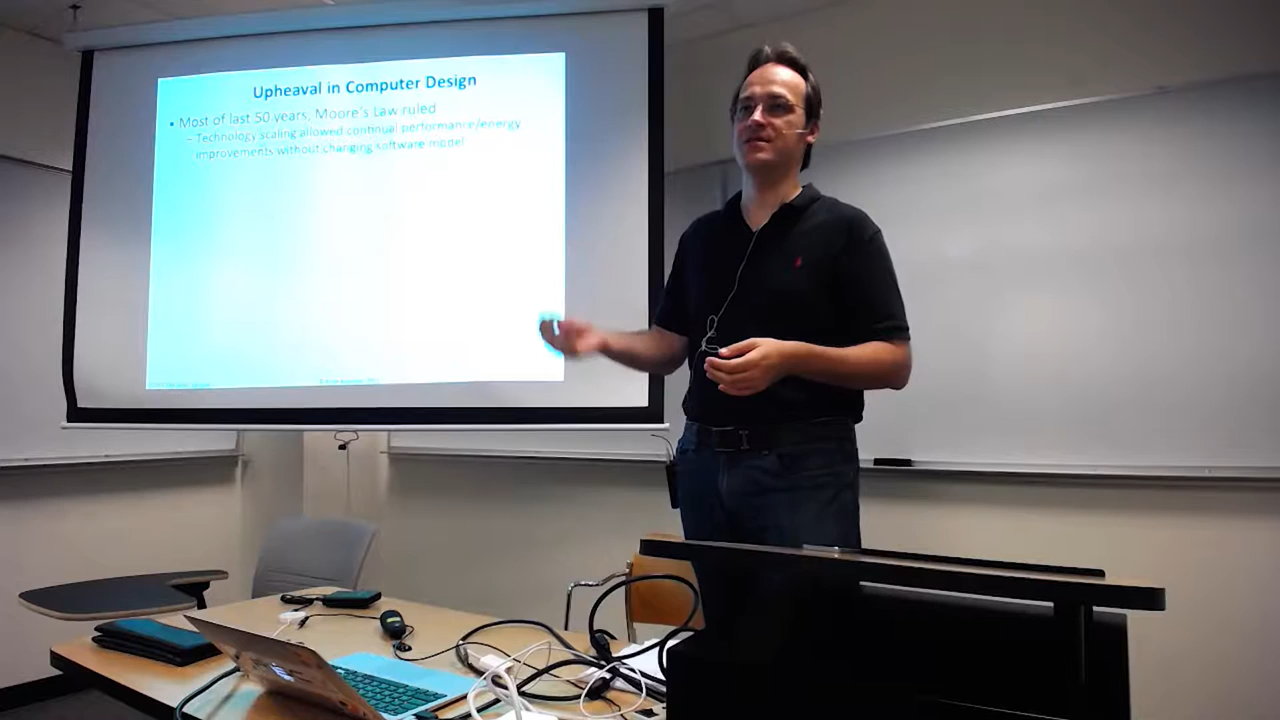 Upheaval in Computer Design
▪ Most of last 50 years, Moore's Law ruled
– Technology scaling allowed continual performance/energy
improvements without changing software model